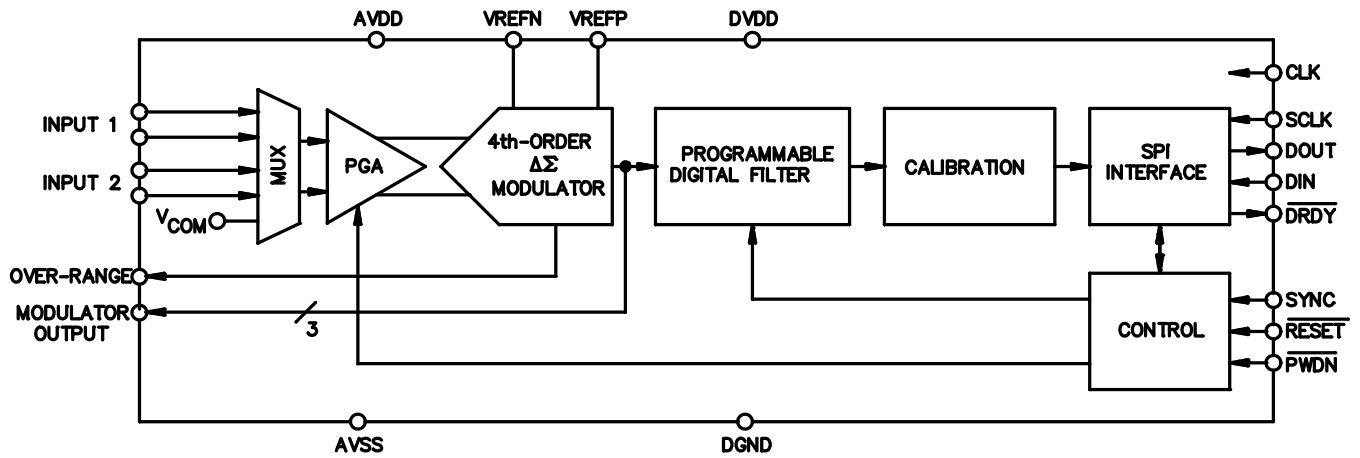 AVDD
VREFN
VREFP
DVDD
CLK
INPUT 1
INPUT 2
V_COM
MUX
PGA
4th-ORDER
ΔΣ
MODULATOR
PROGRAMMABLE
DIGITAL FILTER
CALIBRATION
SPI
INTERFACE
SCLK
DOUT
DIN
DRDY
OVER-RANGE
MODULATOR
OUTPUT
3
CONTROL
SYNC
RESET
PWDN
AVSS
DGND